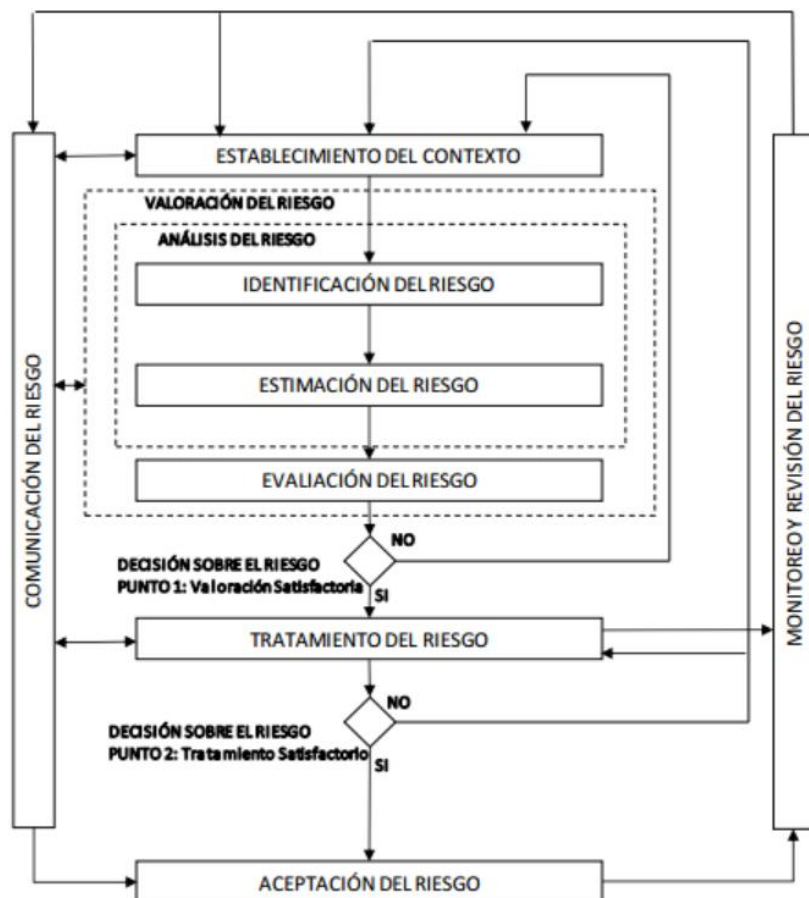 ESTABLECIMIENTO DEL CONTEXTO
VALORACIÓN DEL RIESGO
ANÁLISIS DEL RIESGO
IDENTIFICACIÓN DEL RIESGO
ESTIMACIÓN DEL RIESGO
EVALIACIÓN DEL RIESGO
NO
DECISIÓN SOBRE EL RIESGO
PUNTO 1: Valoración Satisfactoria
SI
TRATAMIENTO DEL RIESGO
NO
DECISIÓN SOBRE EL RIESGO
PUNTO 2: Tratamiento Satisfactorio
SI
ACEPTACIÓN DEL RIESGO
COMUNICACIÓN DEL RIESGO
MONITOREO Y REVISIÓN DEL RIESGO